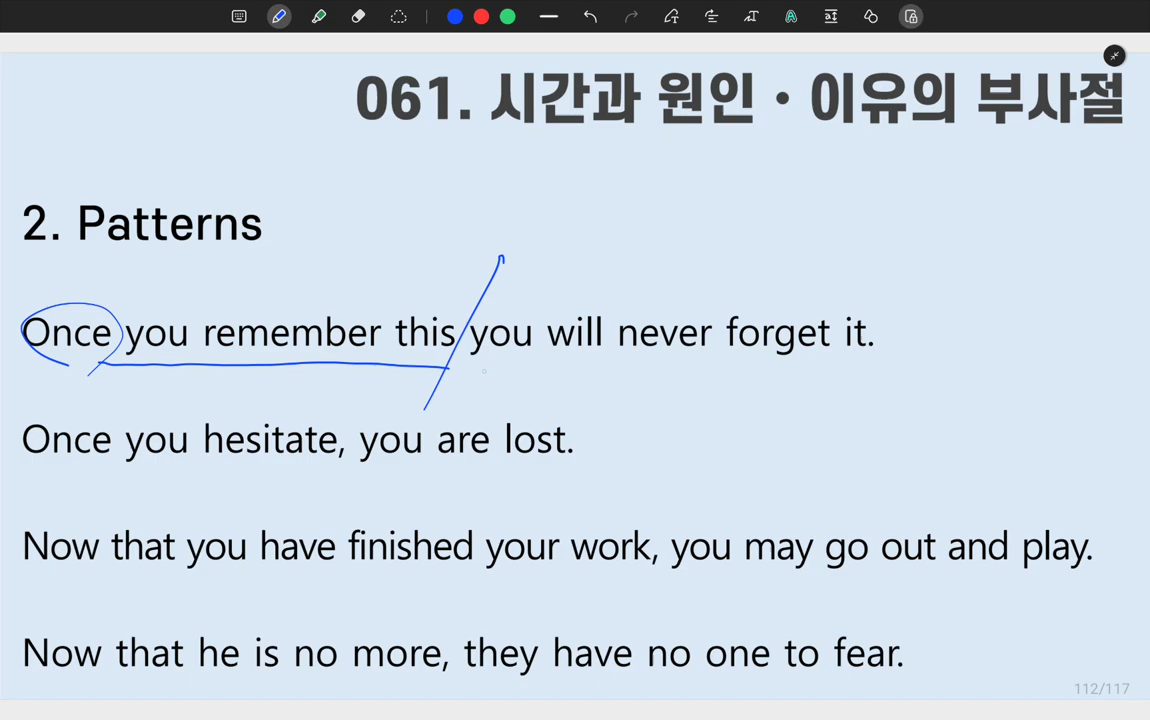 061. 시간과 원인・이유의 부사절
2. Patterns
Once you remember this you will never forget it.
Once you hesitate, you are lost.
Now that you have finished your work, you may go out and play.
Now that he is no more, they have no one to fear.
112/117